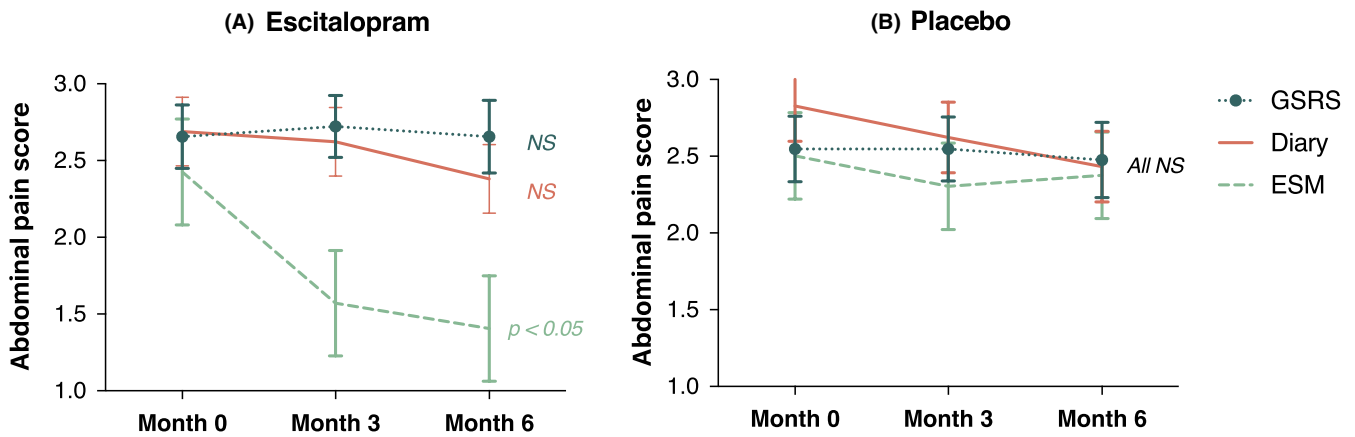 (A) Escitalopram
Abdominal pain score
3.0
2.5
2.0
1.5
1.0
NS
NS
p < 0.05
Month 0 Month 3 Month 6
(B) Placebo
Abdominal pain score
3.0
2.5
2.0
1.5
1.0
All NS
Month 0 Month 3 Month 6
GSRS
Diary
ESM